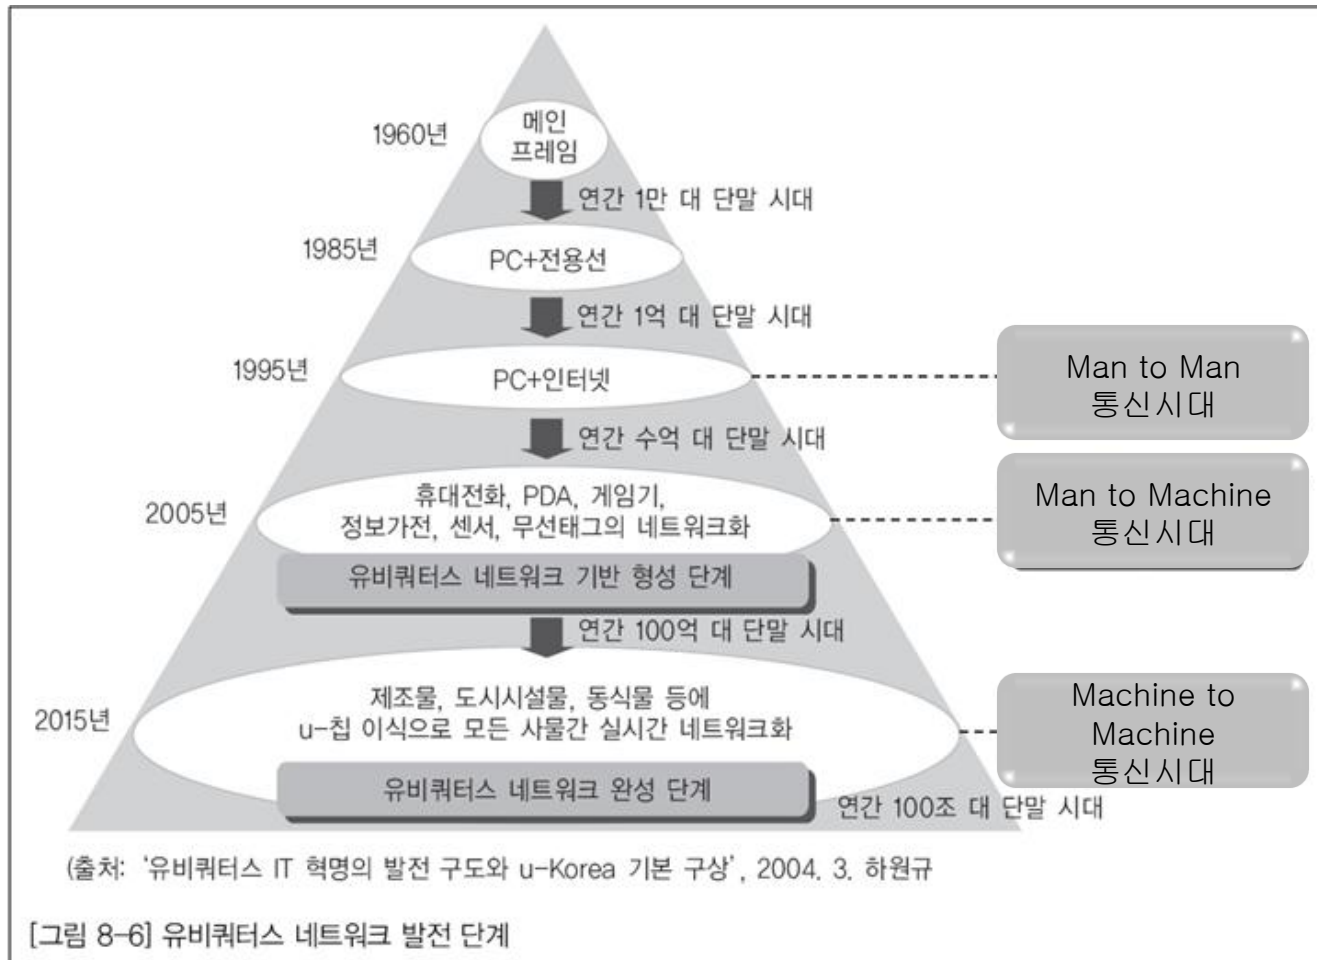 1960년
메인
프레임
연간 1만 대 단말 시대
1985년
PC+전용선
연간 1억 대 단말 시대
1995년
PC+인터넷
Man to Man
통신시대
연간 수억 대 단말 시대
2005년
휴대전화, PDA, 게임기,
정보가전, 센서, 무선태그의 네트워크화
Man to Machine
통신시대
유비쿼터스 네트워크 기반 형성 단계
연간 100억 대 단말 시대
2015년
제조물, 도시시설물, 동식물 등에
u-칩 이식으로 모든 사물간 실시간 네트워크화
Machine to
Machine
통신시대
유비쿼터스 네트워크 완성 단계
연간 100조 대 단말 시대
(출처: ‘유비쿼터스 IT 혁명의 발전 구도와 u-Korea 기본 구상’, 2004. 3. 하원규
[그림 8-6] 유비쿼터스 네트워크 발전 단계